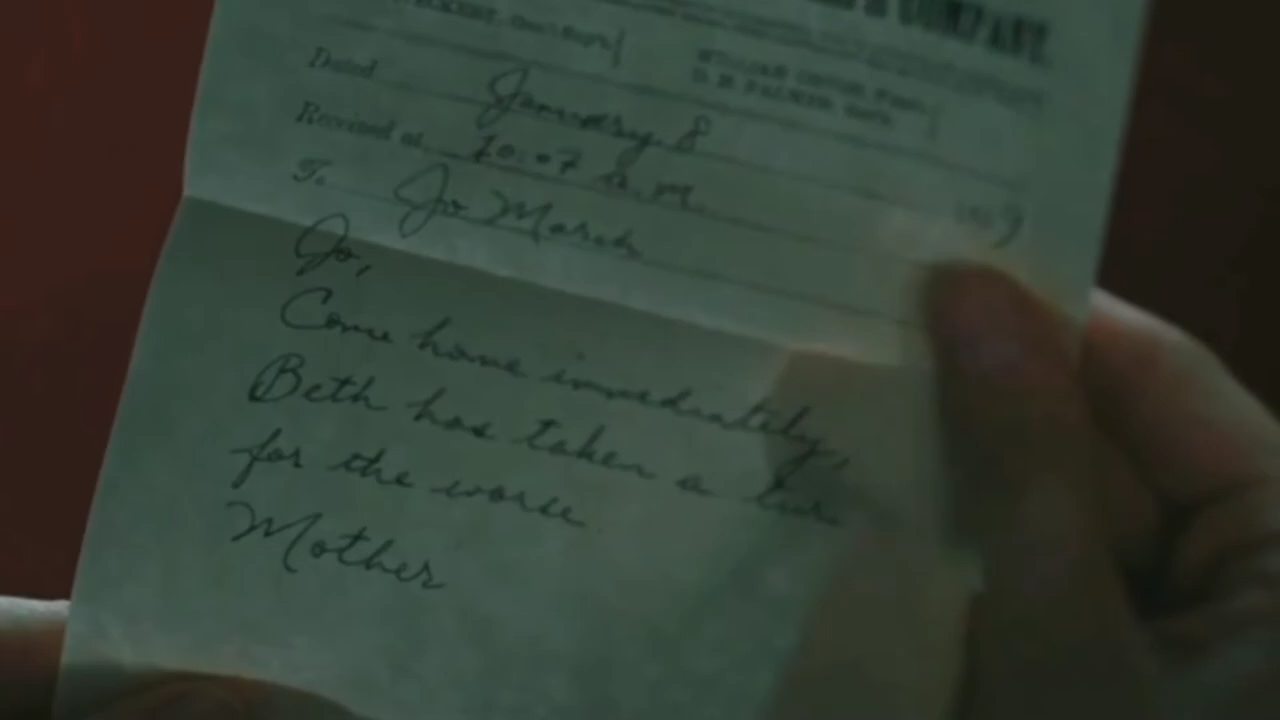 & COMPANY.
Dated January 8
Received at 10:07 a.m.
To Jo March
Jo,
Come home immediately,
Beth has taken a turn
for the worse.
Mother